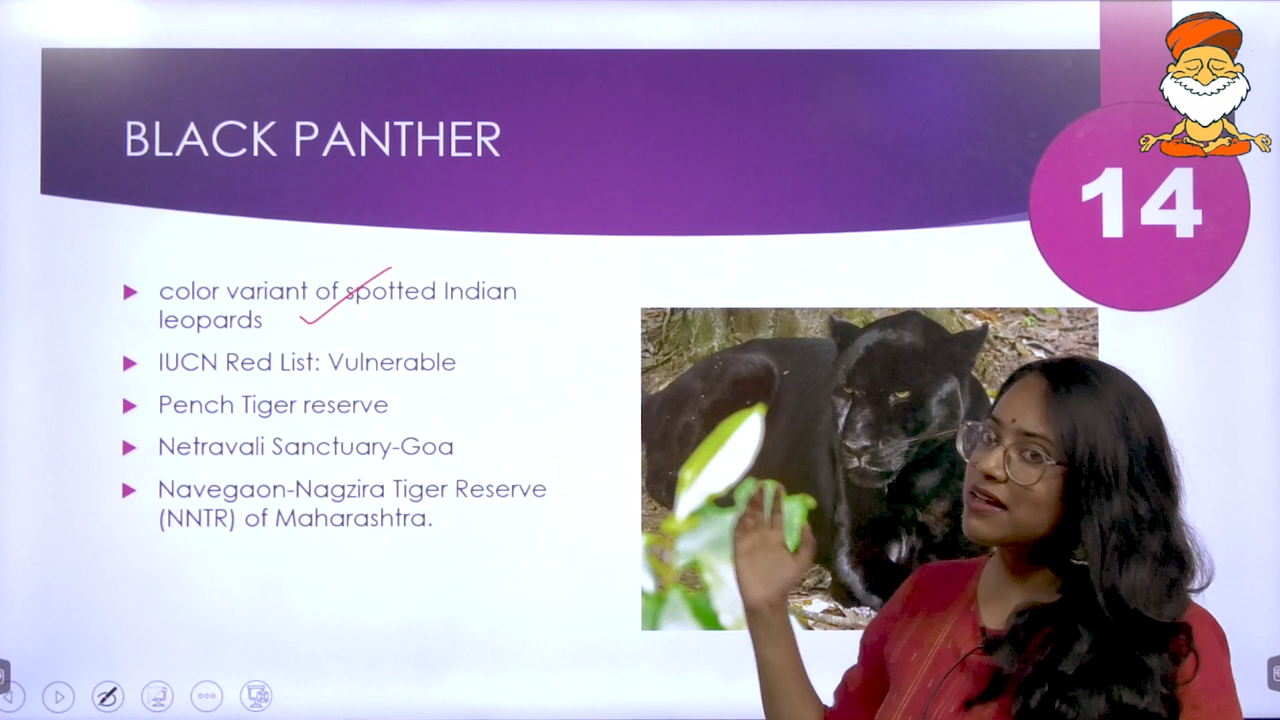 BLACK PANTHER
14
color variant of spotted Indian
leopards
IUCN Red List: Vulnerable
Pench Tiger reserve
Netravali Sanctuary-Goa
Navegaon-Nagzira Tiger Reserve
(NNTR) of Maharashtra.